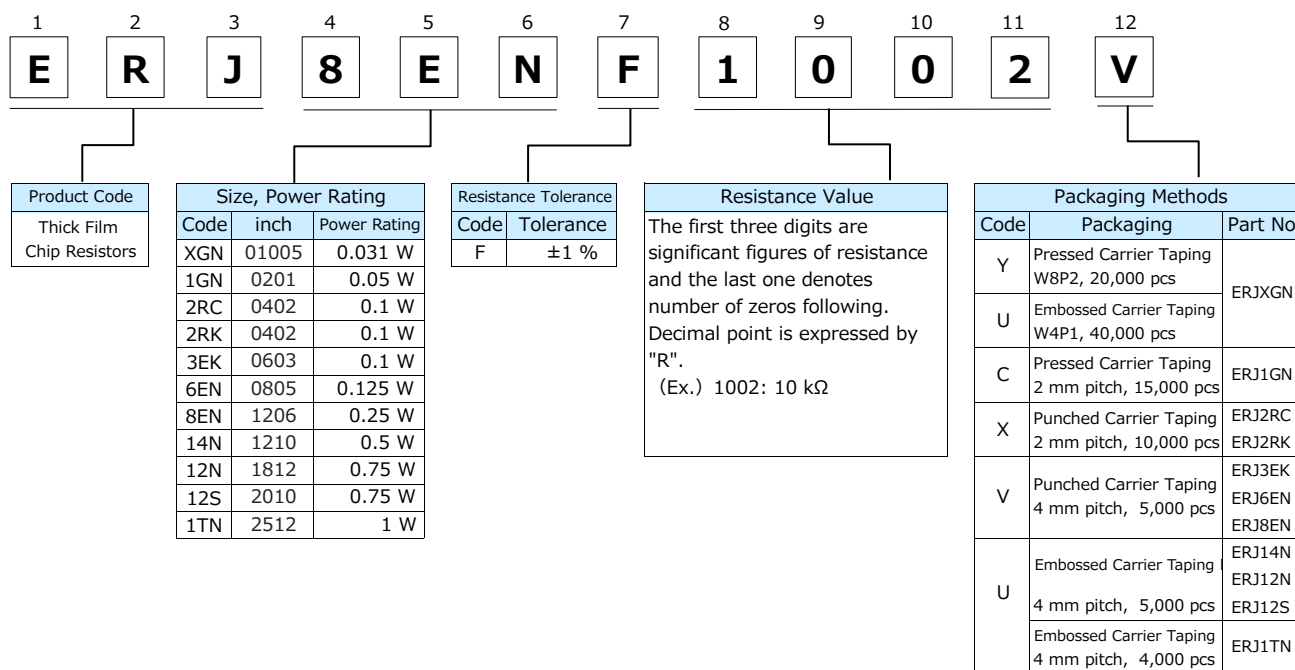 1 2 3 4 5 6 7 8 9 10 11 12
E R J 8 E N F 1 0 0 2 V
Product Code
Thick Film
Chip Resistors
Size, Power Rating
Code inch Power Rating
XGN 01005 0.031 W
1GN 0201 0.05 W
2RC 0402 0.1 W
2RK 0402 0.1 W
3EK 0603 0.1 W
6EN 0805 0.125 W
8EN 1206 0.25 W
14N 1210 0.5 W
12N 1812 0.75 W
12S 2010 0.75 W
1TN 2512 1 W
Resistance Tolerance
Code Tolerance
F ±1 %
Resistance Value
The first three digits are
significant figures of resistance
and the last one denotes
number of zeros following.
Decimal point is expressed by
"R".
（Ex.）1002: 10 kΩ
Packaging Methods
Code Packaging Part No
Y
Pressed Carrier Taping
W8P2, 20,000 pcs
ERJXGN
U
Embossed Carrier Taping
W4P1, 40,000 pcs
C
Pressed Carrier Taping
2 mm pitch, 15,000 pcs
ERJ1GN
X
Punched Carrier Taping
2 mm pitch, 10,000 pcs
ERJ2RC
ERJ2RK
V
Punched Carrier Taping
4 mm pitch, 5,000 pcs
ERJ3EK
ERJ6EN
ERJ8EN
U
Embossed Carrier Taping
4 mm pitch, 5,000 pcs
ERJ14N
ERJ12N
ERJ12S
Embossed Carrier Taping
4 mm pitch, 4,000 pcs
ERJ1TN